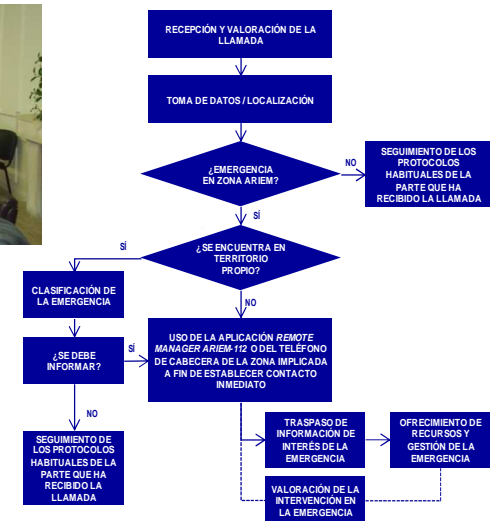 RECEPCIÓN Y VALORACIÓN DE LA
LLAMADA
TOMA DE DATOS / LOCALIZACIÓN
¿EMERGENCIA
EN ZONA ARIEM?
NO
SEGUIMIENTO DE LOS
PROTOCOLOS
HABITUALES DE LA
PARTE QUE HA
RECIBIDO LA LLAMADA
SÍ
¿SE ENCUENTRA EN
TERRITORIO
PROPIO?
SÍ
CLASIFICACIÓN DE
LA EMERGENCIA
NO
¿SE DEBE
INFORMAR?
SÍ
USO DE LA APLICACIÓN REMOTE
MANAGER ARIEM-112 O DEL TELÉFONO
DE CABECERA DE LA ZONA IMPLICADA
A FIN DE ESTABLECER CONTACTO
INMEDIATO
NO
SEGUIMIENTO DE
LOS PROTOCOLOS
HABITUALES DE LA
PARTE QUE HA
RECIBIDO LA
LLAMADA
TRASPASO DE
INFORMACIÓN DE
INTERÉS DE LA
EMERGENCIA
OFRECIMIENTO DE
RECURSOS Y
GESTIÓN DE LA
EMERGENCIA
VALORACIÓN DE LA
INTERVENCIÓN EN
LA EMERGENCIA